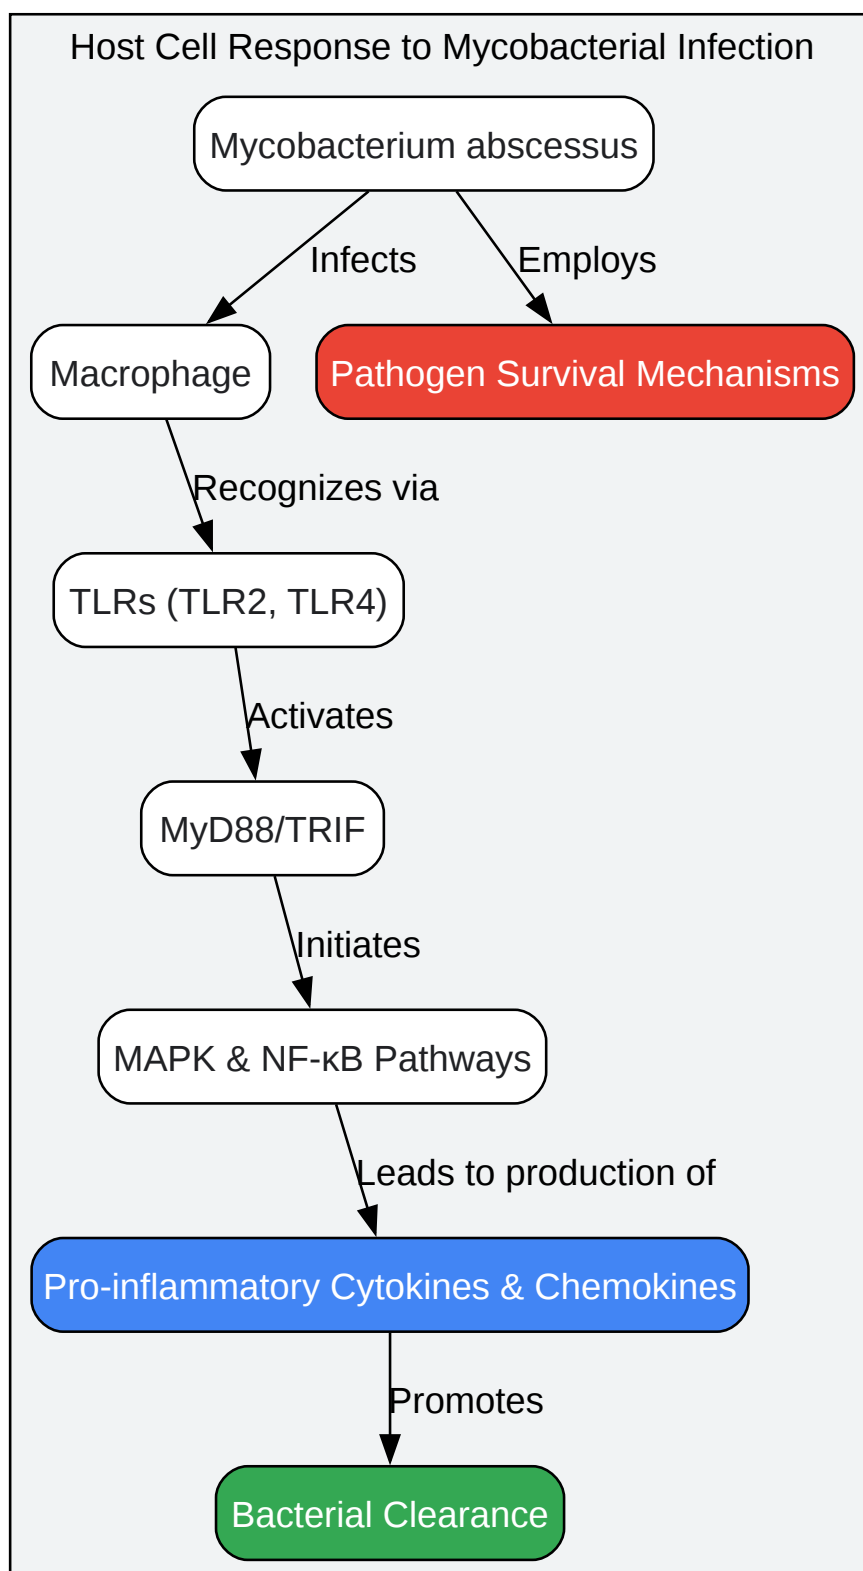 Host Cell Response to Mycobacterial Infection
Mycobacterium abscessus
Infects
Employs
Macrophage
Pathogen Survival Mechanisms
Recognizes via
TLRs (TLR2, TLR4)
Activates
MyD88/TRIF
Initiates
MAPK & NF-κB Pathways
Leads to production of
Pro-inflammatory Cytokines & Chemokines
Promotes
Bacterial Clearance